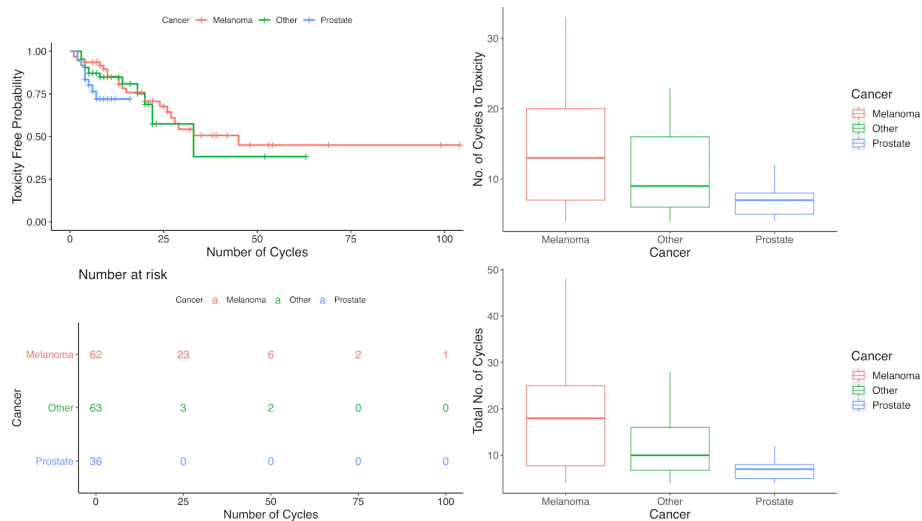 Cancer Melanoma Other Prostate
Toxicity Free Probability
1.00
0.75
0.50
0.25
0.00
0 25 50 75 100
Number of Cycles
No. of Cycles to Toxicity
30
20
10
Melanoma Other Prostate
Cancer
Cancer
Melanoma
Other
Prostate
Number at risk
Cancer a Melanoma a Other a Prostate
Cancer
Melanoma 62 23 6 2 1
Other 63 3 2 0 0
Prostate 36 0 0 0 0
0 25 50 75 100
Number of Cycles
Total No. of Cycles
50
40
30
20
10
Melanoma Other Prostate
Cancer
Cancer
Melanoma
Other
Prostate